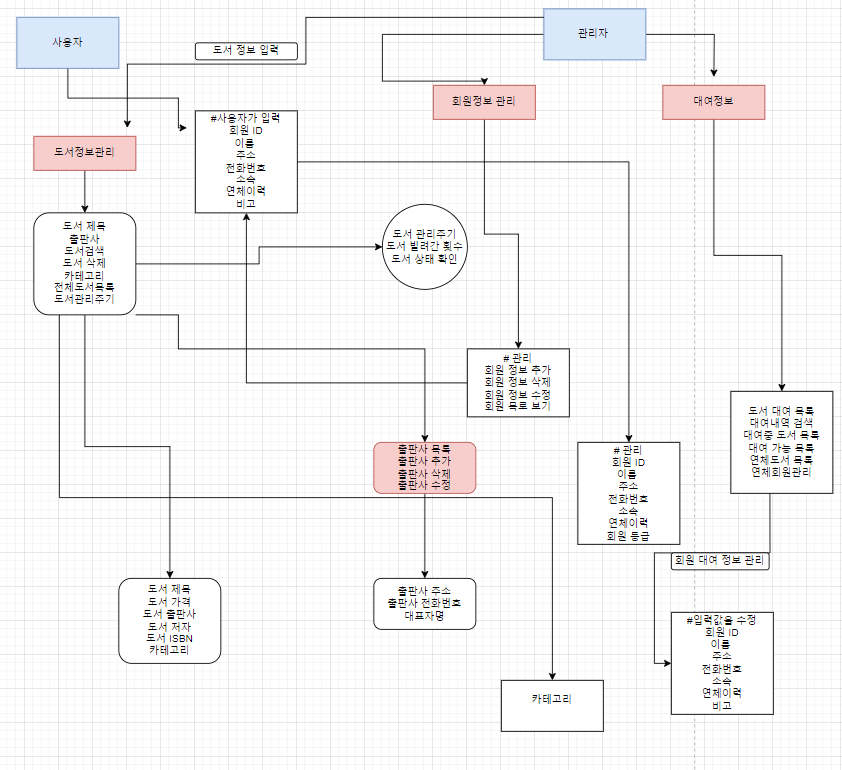 사용자
관리자
도서 정보 입력
회원정보 관리
대여정보
#사용자가 입력
회원 ID
이름
주소
전화번호
소속
연체이력
비고
도서정보관리
도서 제목
출판사
도서검색
도서 삭제
카테고리
전체도서목록
도서관리주기
도서 관리주기
도서 빌려간 횟수
도서 상태 확인
# 관리
회원 정보 추가
회원 정보 삭제
회원 정보 수정
회원 목로 보기
도서 대여 목록
대여내역 검색
대여중 도서 목록
대여 가능 목록
연체도서 목록
연체회원관리
출판사 목록
출판사 추가
출판사 삭제
출판사 수정
# 관리
회원 ID
이름
주소
전화번호
소속
연체이력
회원 등급
회원 대여 정보 관리
도서 제목
도서 가격
도서 출판사
도서 저자
도서 ISBN
카테고리
출판사 주소
출판사 전화번호
대표자명
#입력값을 수정
회원 ID
이름
주소
전화번호
소속
연체이력
비고
카테고리